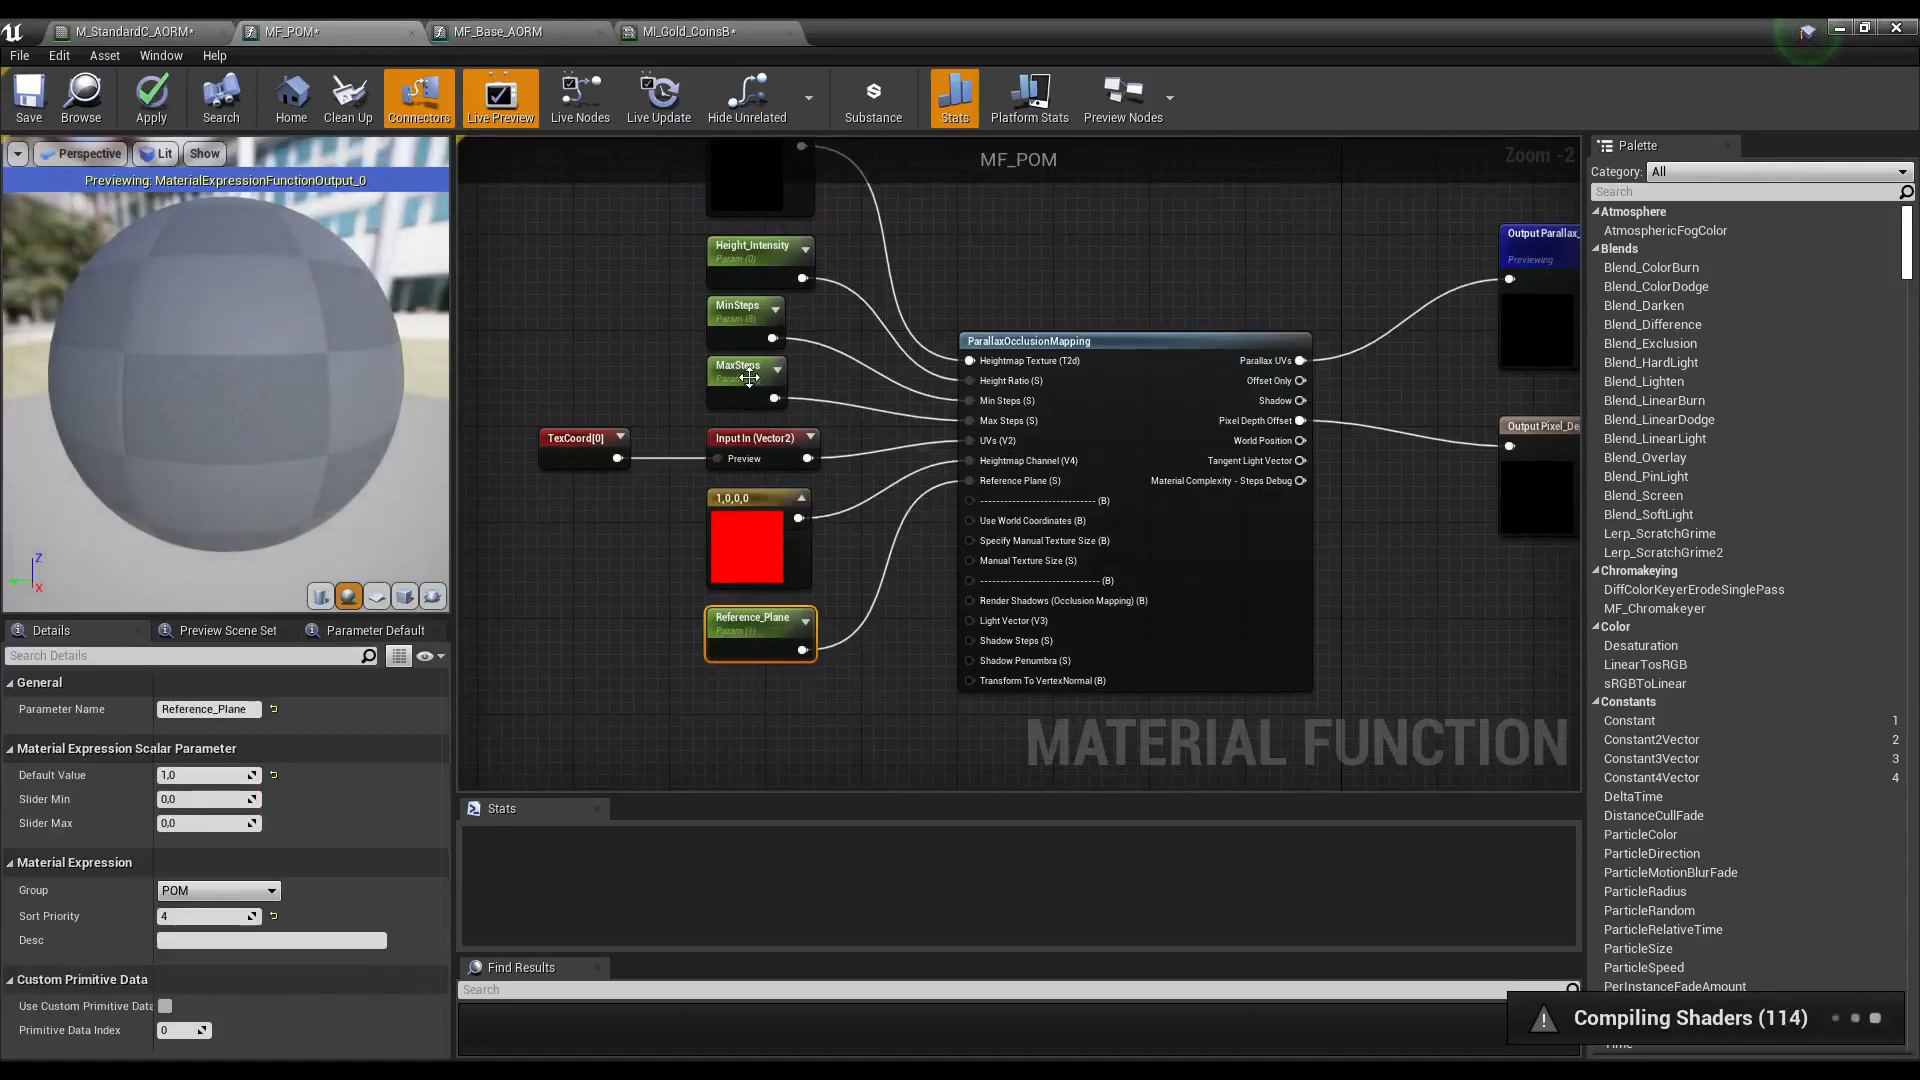 M_StandardC_AORM*
MF_POM*
MF_Base_AORM
MI_Gold_CoinsB*
File Edit Asset Window Help
Save Browse Apply Search Home Clean Up Connectors Live Preview Live Nodes Live Update Hide Unrelated Substance Stats Platform Stats Preview Nodes
Perspective Lit Show
Previewing: MaterialExpressionFunctionOutput_0
Z
X
MF_POM
Zoom -2
Height_Intensity
Param (0)
MinSteps
Param (8)
MaxSteps
TexCoord[0]
Input In (Vector2)
Preview
1,0,0,0
Reference_Plane
Param (1)
ParallaxOcclusionMapping
Heightmap Texture (T2d)
Height Ratio (S)
Min Steps (S)
Max Steps (S)
UVs (V2)
Heightmap Channel (V4)
Reference Plane (S)
------------------------------ (B)
Use World Coordinates (B)
Specify Manual Texture Size (B)
Manual Texture Size (S)
------------------------------- (B)
Render Shadows (Occlusion Mapping) (B)
Light Vector (V3)
Shadow Steps (S)
Shadow Penumbra (S)
Transform To VertexNormal (B)
Parallax UVs
Offset Only
Shadow
Pixel Depth Offset
World Position
Tangent Light Vector
Material Complexity - Steps Debug
Output Parallax_
Previewing
Output Pixel_De
MATERIAL FUNCTION
Details
Preview Scene Set
Parameter Default
Search Details
General
Parameter Name Reference_Plane
Material Expression Scalar Parameter
Default Value 1,0
Slider Min 0,0
Slider Max 0,0
Material Expression
Group POM
Sort Priority 4
Desc
Custom Primitive Data
Use Custom Primitive Data
Primitive Data Index 0
Stats
Find Results
Search
Palette
Category: All
Search
Atmosphere
AtmosphericFogColor
Blends
Blend_ColorBurn
Blend_ColorDodge
Blend_Darken
Blend_Difference
Blend_Exclusion
Blend_HardLight
Blend_Lighten
Blend_LinearBurn
Blend_LinearDodge
Blend_LinearLight
Blend_Overlay
Blend_PinLight
Blend_Screen
Blend_SoftLight
Lerp_ScratchGrime
Lerp_ScratchGrime2
Chromakeying
DiffColorKeyerErodeSinglePass
MF_Chromakeyer
Color
Desaturation
LinearTosRGB
sRGBToLinear
Constants
Constant 1
Constant2Vector 2
Constant3Vector 3
Constant4Vector 4
DeltaTime
DistanceCullFade
ParticleColor
ParticleDirection
ParticleMotionBlurFade
ParticleRadius
ParticleRandom
ParticleRelativeTime
ParticleSize
ParticleSpeed
PerInstanceFadeAmount
Compiling Shaders (114)